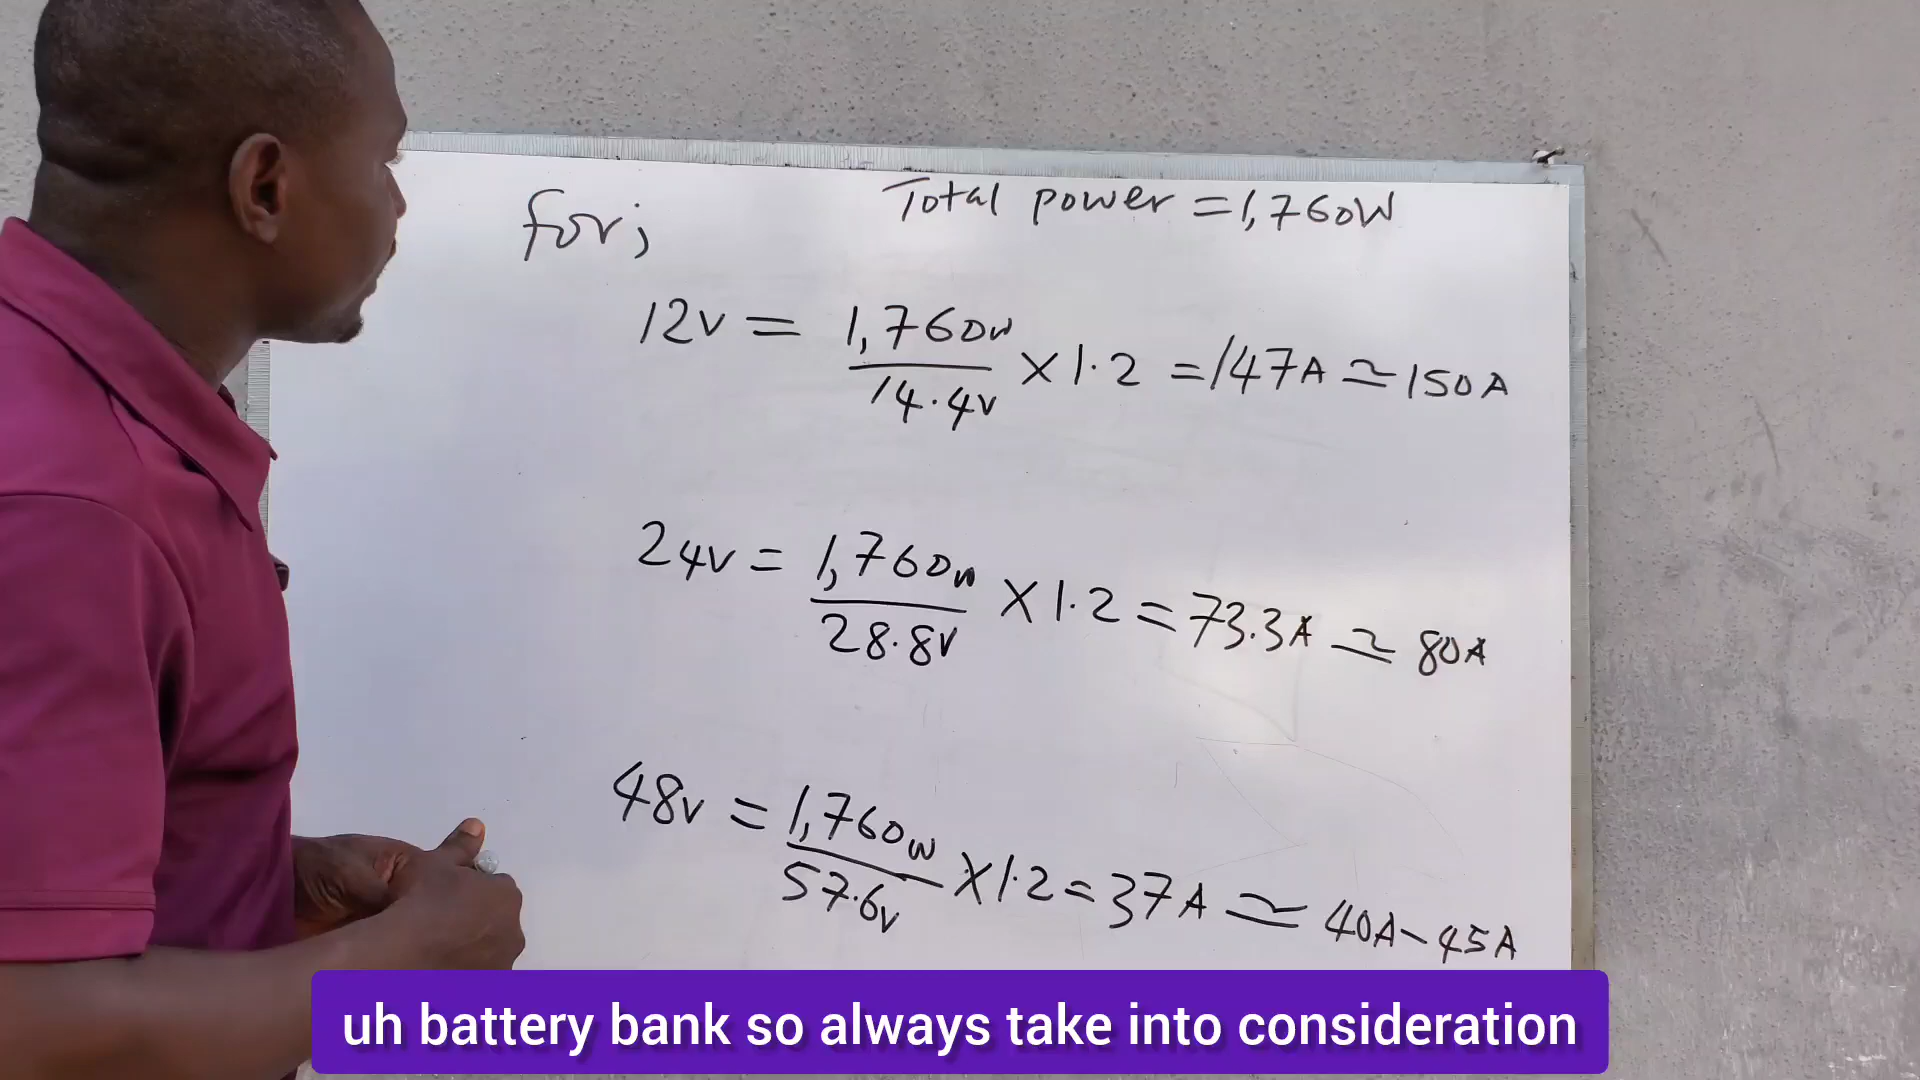 Total power = 1,760W
for;
12v = 1,760w / 14.4v × 1.2 = 147A ≃ 150A
24v = 1,760w / 28.8v × 1.2 = 73.3A ≃ 80A
48v = 1,760w / 57.6v × 1.2 = 37A ≃ 40A - 45A
uh battery bank so always take into consideration